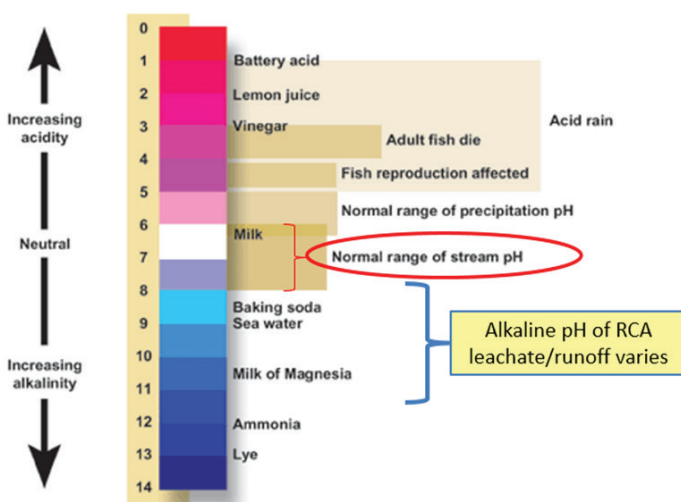 0
1
2
3
4
5
6
7
8
9
10
11
12
13
14
Increasing
acidity
Neutral
Increasing
alkalinity
Battery acid
Lemon juice
Vinegar
Milk
Baking soda
Sea water
Milk of Magnesia
Ammonia
Lye
Acid rain
Adult fish die
Fish reproduction affected
Normal range of precipitation pH
Normal range of stream pH
Alkaline pH of RCA
leachate/runoff varies